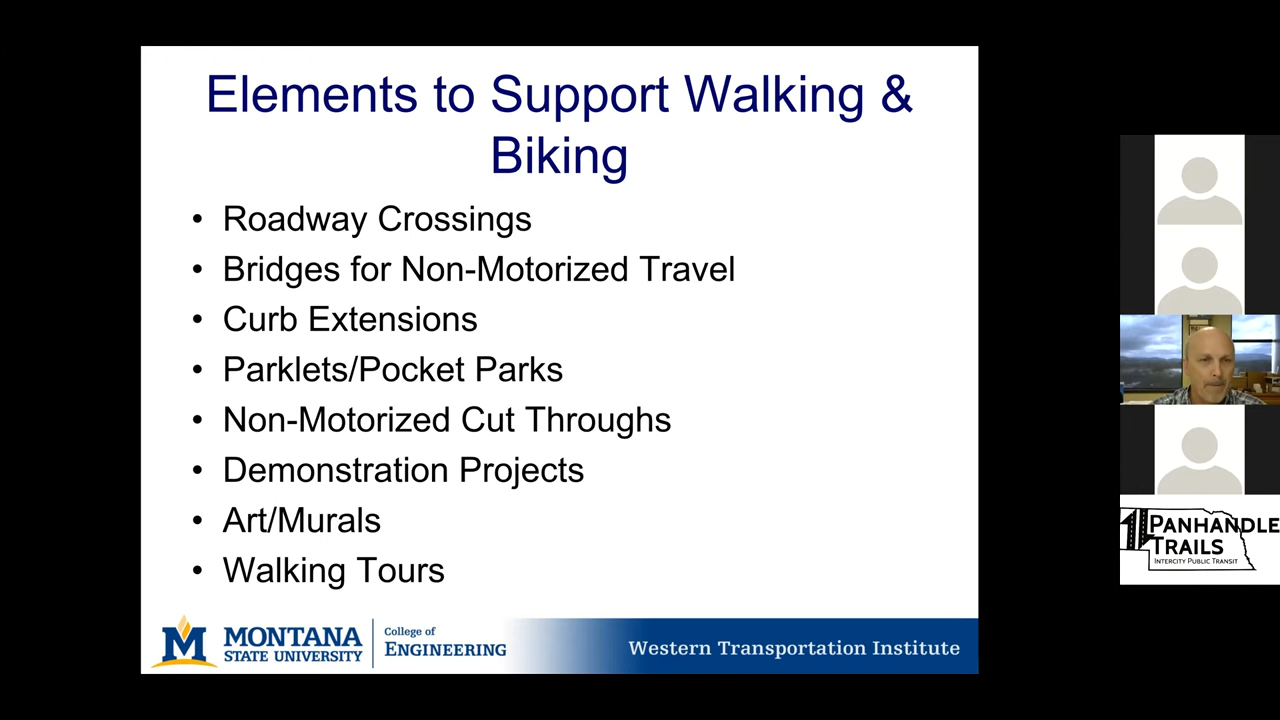 Elements to Support Walking &
Biking
• Roadway Crossings
• Bridges for Non-Motorized Travel
• Curb Extensions
• Parklets/Pocket Parks
• Non-Motorized Cut Throughs
• Demonstration Projects
• Art/Murals
• Walking Tours
M MONTANA
STATE UNIVERSITY
College of
ENGINEERING
Western Transportation Institute
PANHANDLE
TRAILS
INTERCITY PUBLIC TRANSIT